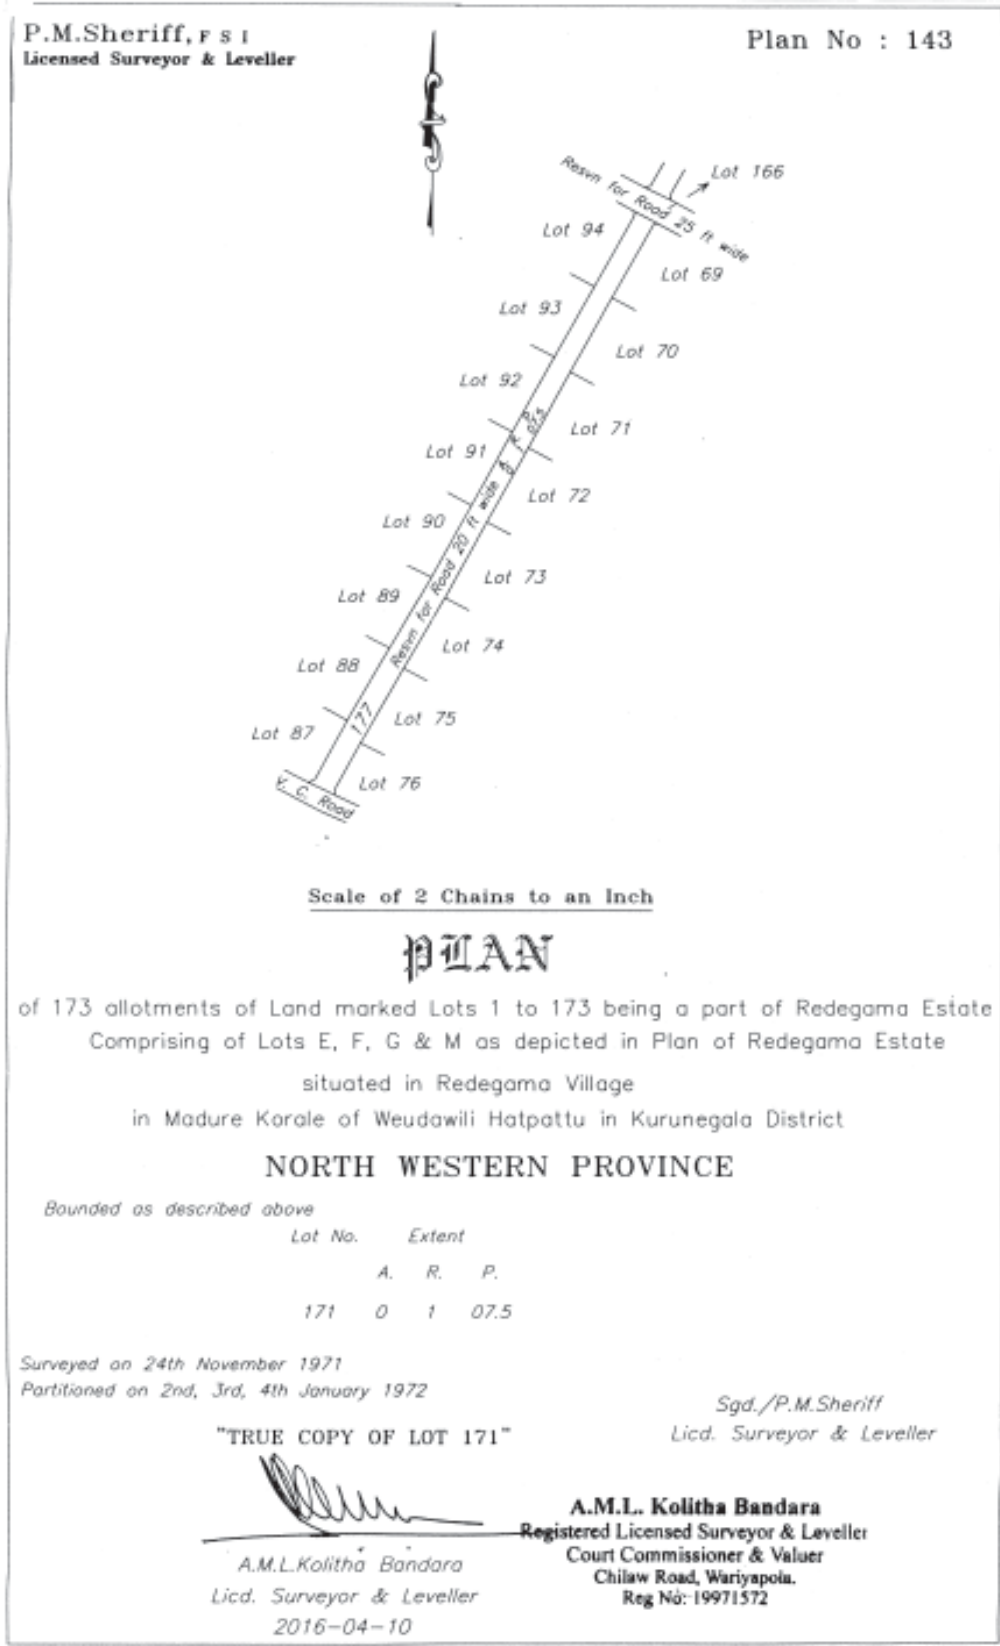 P.M.Sheriff, F S I
Licensed Surveyor & Leveller
Plan No : 143
Lot 166
Resvn for Road 25 ft wide
Lot 94
Lot 69
Lot 93
Lot 70
Lot 92
Lot 71
Lot 91
Lot 72
Lot 90
Lot 73
Lot 89
Lot 74
Lot 88
Lot 75
Lot 87
Lot 76
Resvn for Road 20 ft wide
A R P
0 1 07.5
V. C. Road
Scale of 2 Chains to an Inch
PLAN
of 173 allotments of Land marked Lots 1 to 173 being a part of Redegama Estate
Comprising of Lots E, F, G & M as depicted in Plan of Redegama Estate
situated in Redegama Village
in Madure Korale of Weudawili Hatpattu in Kurunegala District
NORTH WESTERN PROVINCE
Bounded as described above
Lot No. Extent
A. R. P.
171 0 1 07.5
Surveyed on 24th November 1971
Partitioned on 2nd, 3rd, 4th January 1972
Sgd./P.M.Sheriff
Licd. Surveyor & Leveller
"TRUE COPY OF LOT 171"
A.M.L.Kolitha Bandara
Licd. Surveyor & Leveller
2016-04-10
A.M.L. Kolitha Bandara
Registered Licensed Surveyor & Leveller
Court Commissioner & Valuer
Chilaw Road, Wariyapola.
Reg No: 19971572